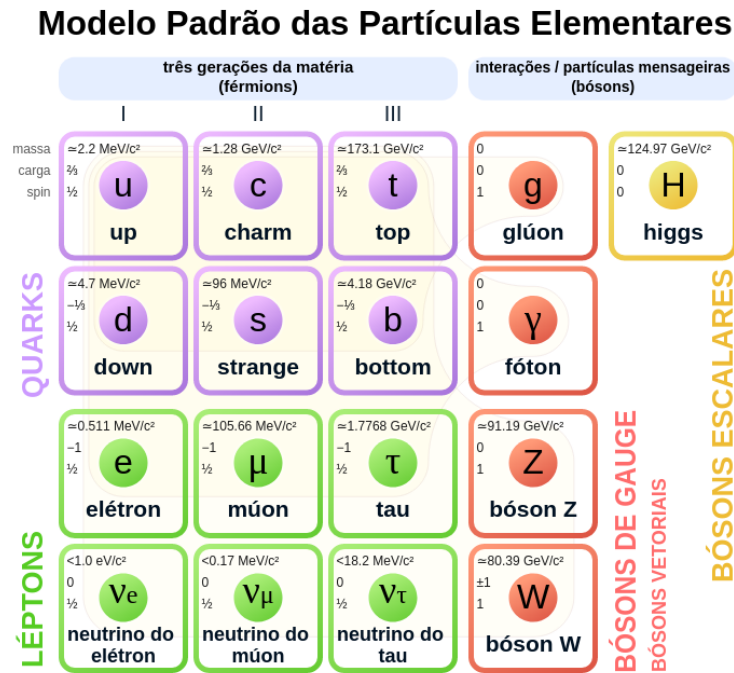 Modelo Padrão das Partículas Elementares
três gerações da matéria
(férmions)
interações / partículas mensageiras
(bósons)
I
II
III
massa
carga
spin
≃2.2 MeV/c²
⅔
½
u
up
≃1.28 GeV/c²
⅔
½
c
charm
≃173.1 GeV/c²
⅔
½
t
top
0
0
1
g
glúon
≃124.97 GeV/c²
0
0
H
higgs
QUARKS
≃4.7 MeV/c²
−⅓
½
d
down
≃96 MeV/c²
−⅓
½
s
strange
≃4.18 GeV/c²
−⅓
½
b
bottom
0
0
1
γ
fóton
BÓSONS ESCALARES
LÉPTONS
≃0.511 MeV/c²
−1
½
e
elétron
≃105.66 MeV/c²
−1
½
μ
múon
≃1.7768 GeV/c²
−1
½
τ
tau
≃91.19 GeV/c²
0
1
Z
bóson Z
BÓSONS DE GAUGE
BÓSONS VETORIAIS
<1.0 eV/c²
0
½
νe
neutrino do
elétron
<0.17 MeV/c²
0
½
νμ
neutrino do
múon
<18.2 MeV/c²
0
½
ντ
neutrino do
tau
≃80.39 GeV/c²
±1
1
W
bóson W